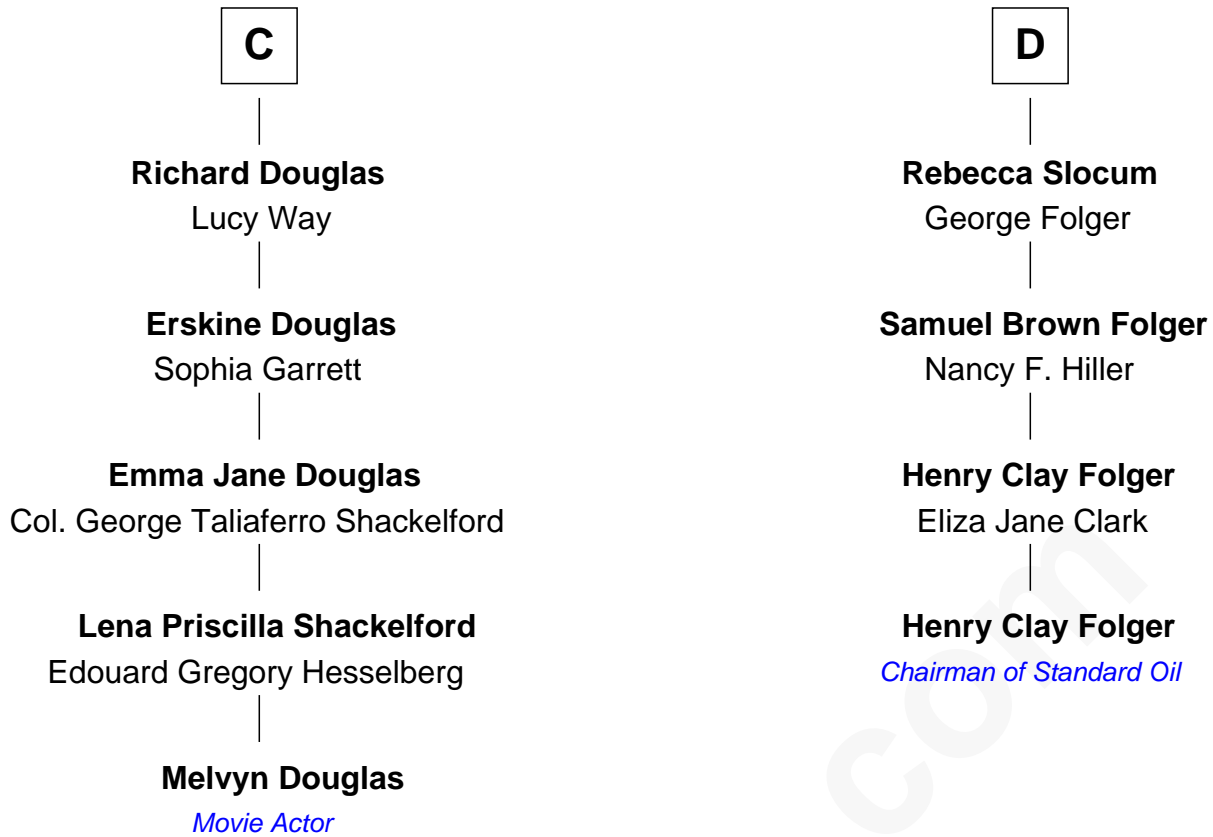 C
Richard Douglas
Lucy Way
Erskine Douglas
Sophia Garrett
Emma Jane Douglas
Col. George Taliaferro Shackelford
Lena Priscilla Shackelford
Edouard Gregory Hesselberg
Melvyn Douglas
Movie Actor
D
Rebecca Slocum
George Folger
Samuel Brown Folger
Nancy F. Hiller
Henry Clay Folger
Eliza Jane Clark
Henry Clay Folger
Chairman of Standard Oil
com